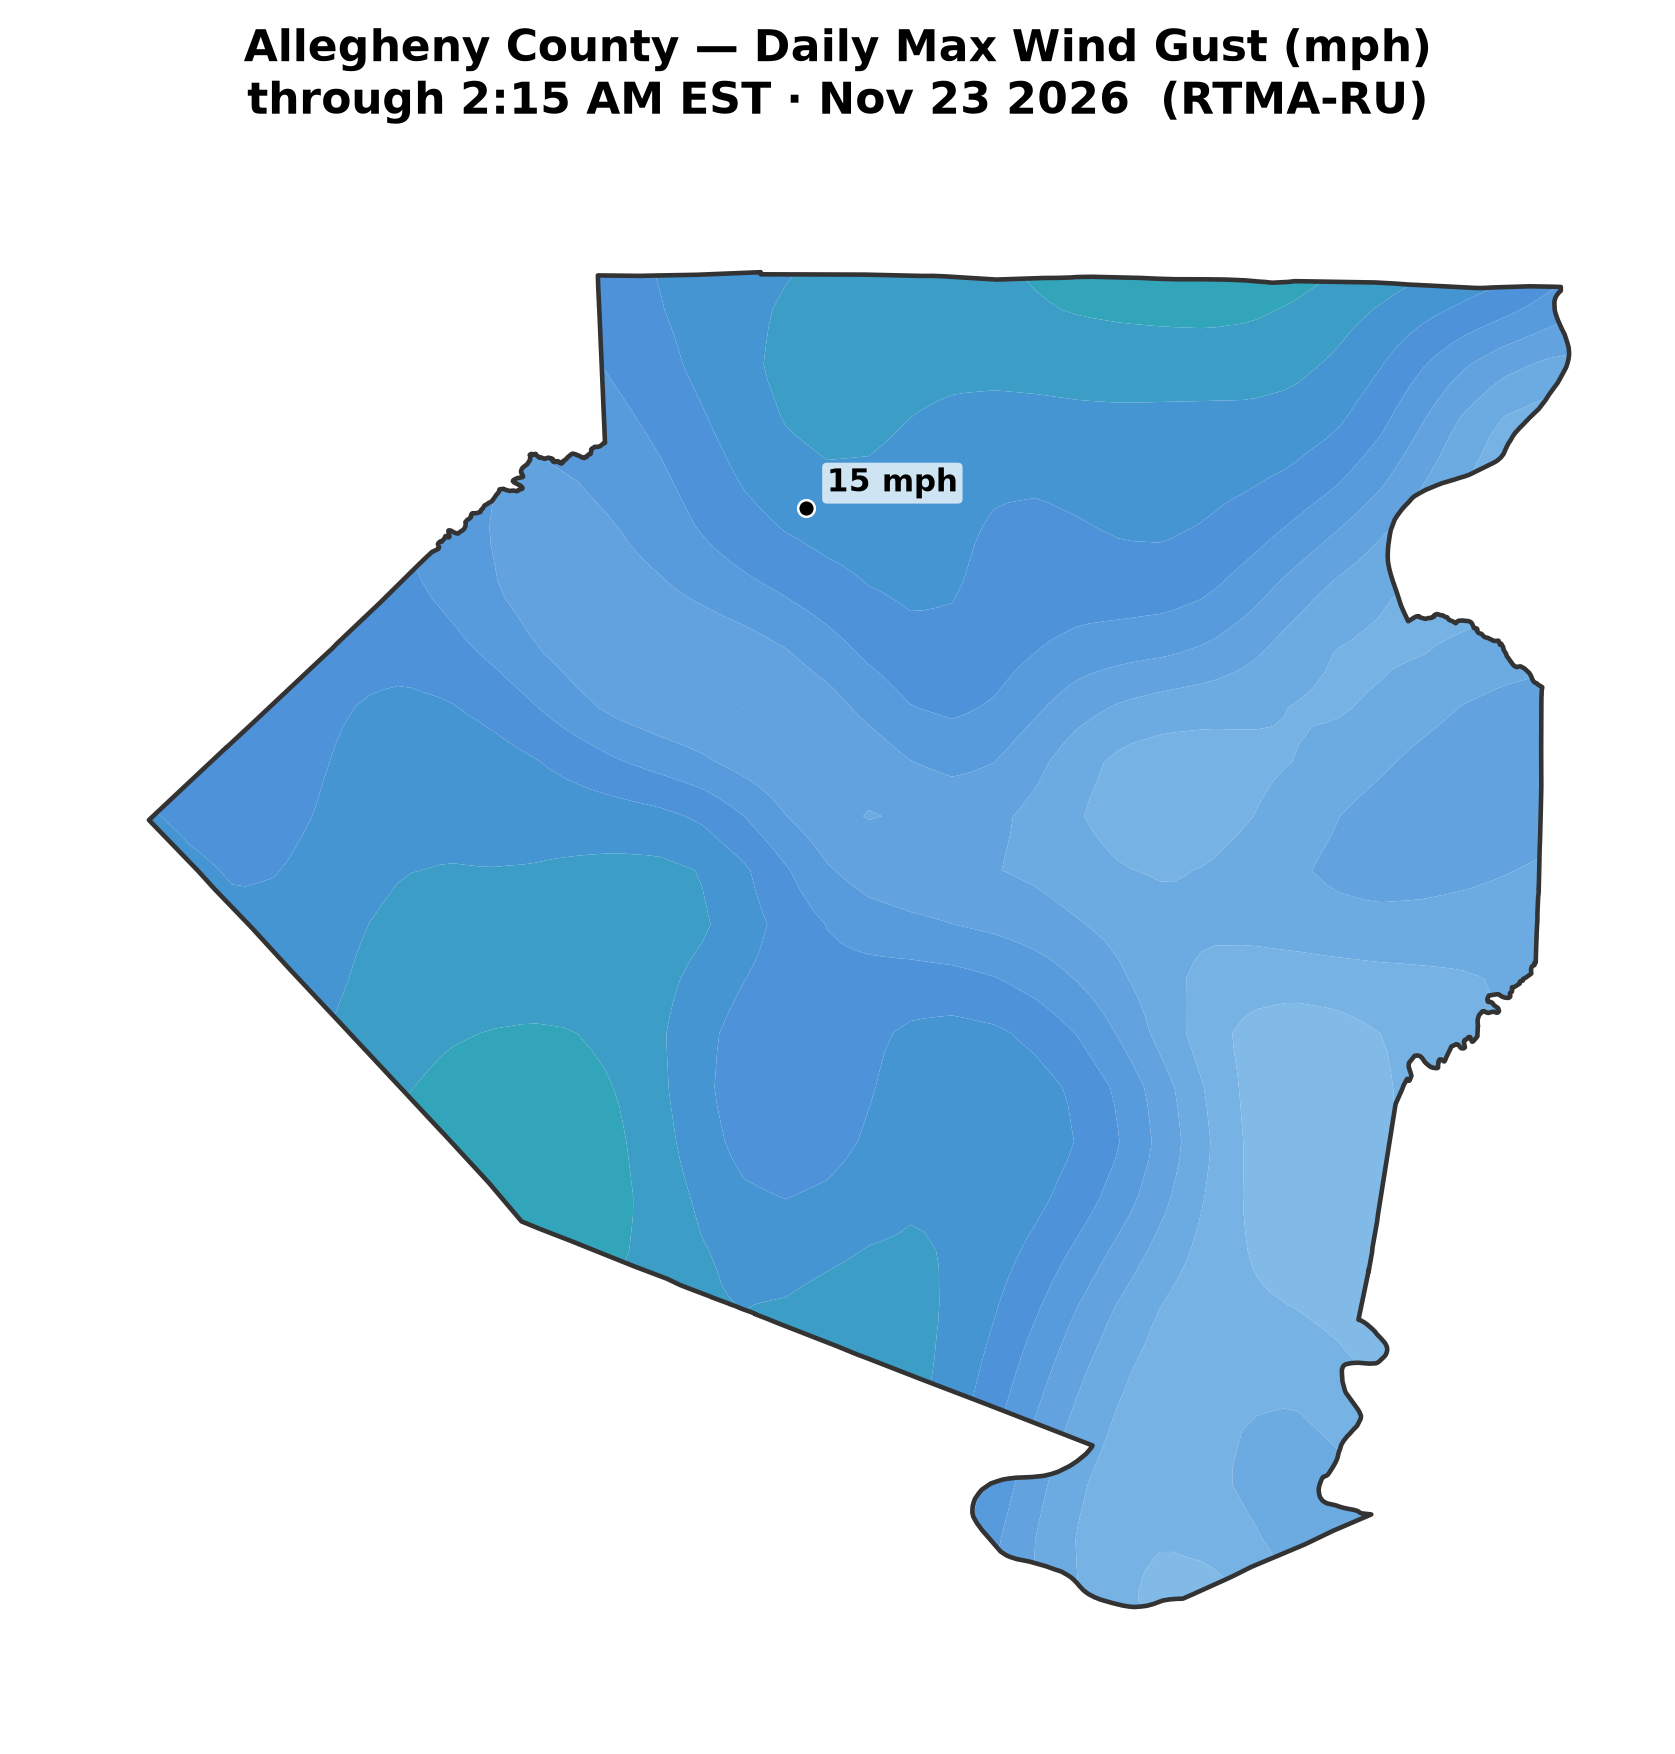 Allegheny County — Daily Max Wind Gust (mph)
through 2:15 AM EST · Nov 23 2026 (RTMA-RU)
15 mph